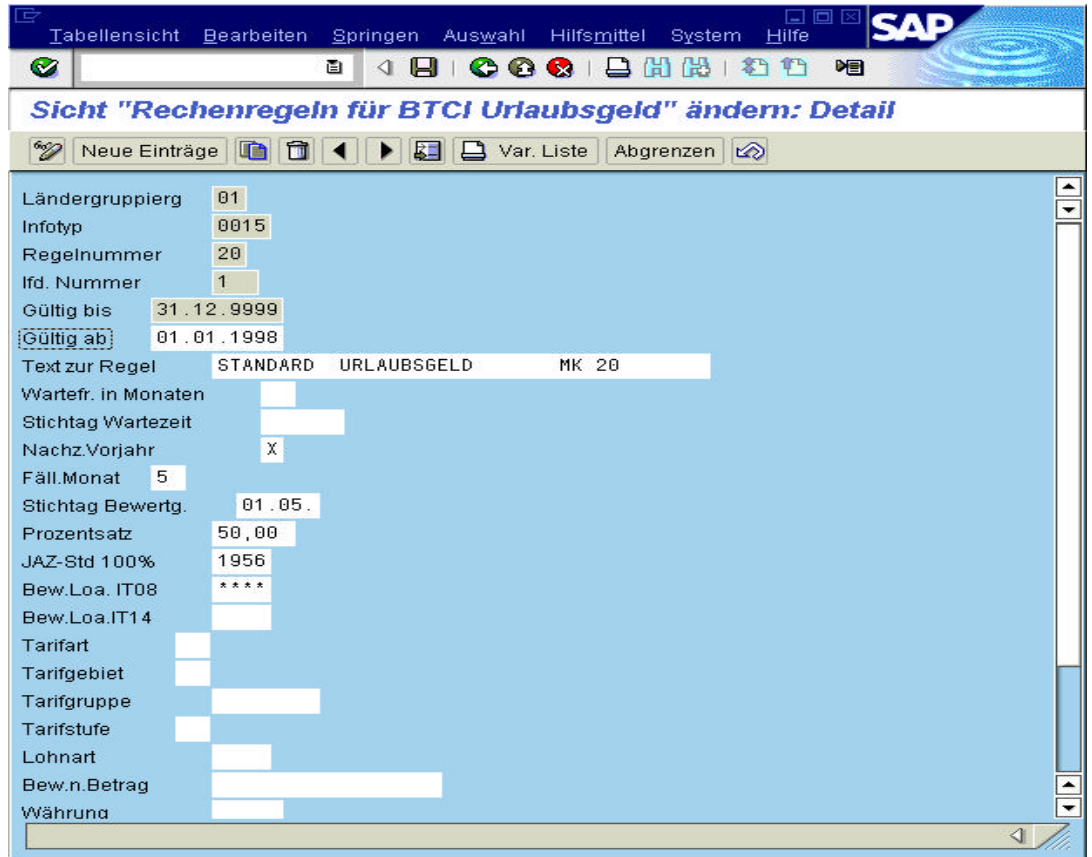 Tabellensicht Bearbeiten Springen Auswahl Hilfsmittel System Hilfe
SAP
Sicht "Rechenregeln für BTCI Urlaubsgeld" ändern: Detail
Neue Einträge Var. Liste Abgrenzen
Ländergruppierg 01
Infotyp 0015
Regelnummer 20
lfd. Nummer 1
Gültig bis 31.12.9999
Gültig ab 01.01.1998
Text zur Regel STANDARD URLAUBSGELD MK 20
Wartefr. in Monaten
Stichtag Wartezeit
Nachz.Vorjahr X
Fäll.Monat 5
Stichtag Bewertg. 01.05.
Prozentsatz 50,00
JAZ-Std 100% 1956
Bew.Loa. IT08 ****
Bew.Loa.IT14
Tarifart
Tarifgebiet
Tarifgruppe
Tarifstufe
Lohnart
Bew.n.Betrag
Währung